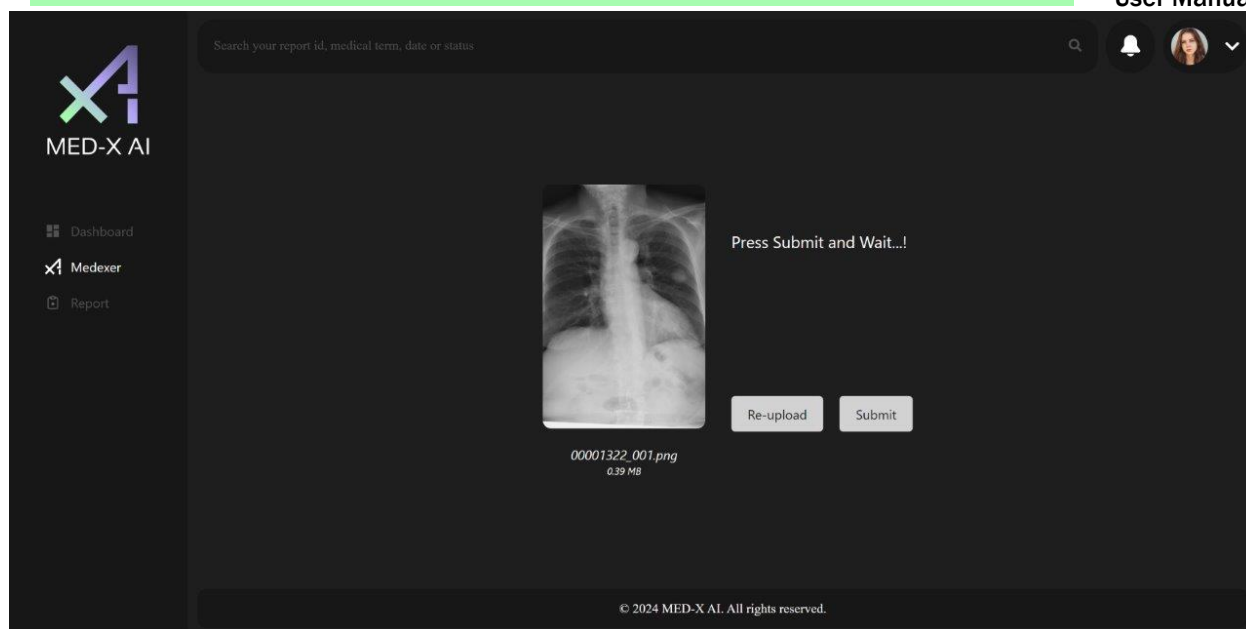 User Manua
Search your report id, medical term, date or status
MED-X AI
Dashboard
Medexer
Report
Press Submit and Wait...!
Re-upload
Submit
00001322_001.png
0.39 MB
© 2024 MED-X AI. All rights reserved.